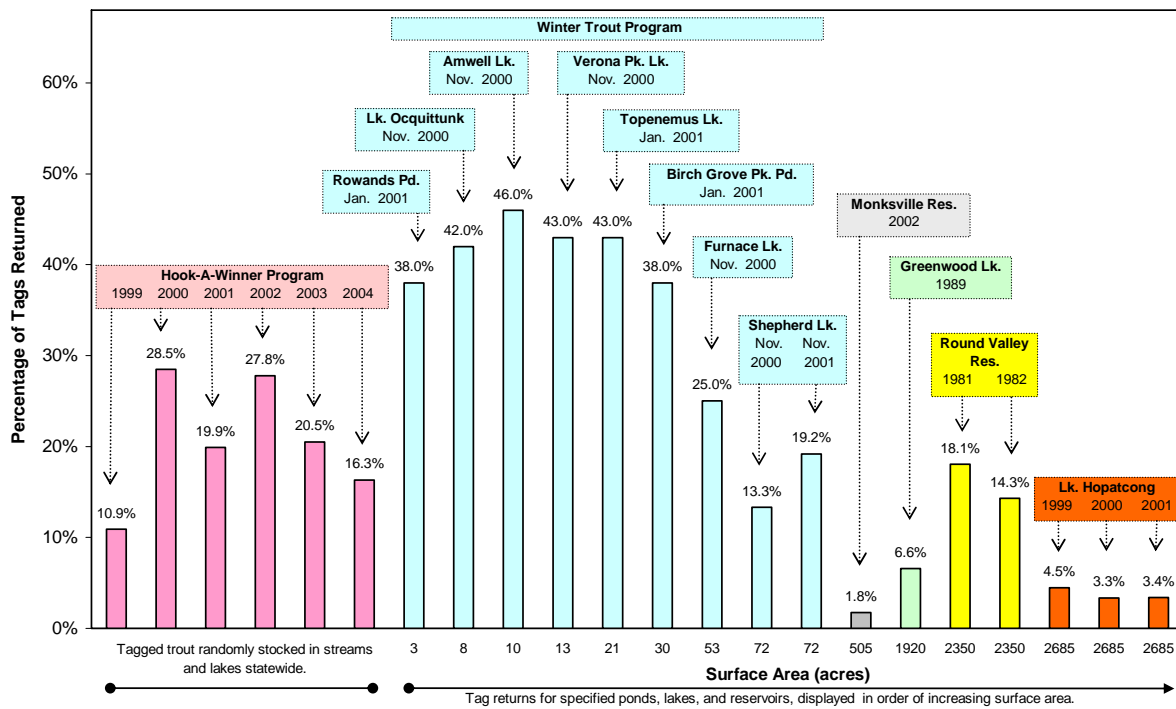 Winter Trout Program
Amwell Lk.
Nov. 2000
Verona Pk. Lk.
Nov. 2000
Lk. Ocquittunk
Nov. 2000
Topenemus Lk.
Jan. 2001
Rowands Pd.
Jan. 2001
Birch Grove Pk. Pd.
Jan. 2001
Monksville Res.
2002
Furnace Lk.
Nov. 2000
Greenwood Lk.
1989
Hook-A-Winner Program
1999 2000 2001 2002 2003 2004
Shepherd Lk.
Nov. Nov.
2000 2001
Round Valley
Res.
1981 1982
Lk. Hopatcong
1999 2000 2001
Percentage of Tags Returned
60%
50%
40%
30%
20%
10%
0%
10.9%
28.5%
19.9%
27.8%
20.5%
16.3%
38.0%
42.0%
46.0%
43.0%
43.0%
38.0%
25.0%
13.3%
19.2%
1.8%
6.6%
18.1%
14.3%
4.5%
3.3%
3.4%
3 8 10 13 21 30 53 72 72 505 1920 2350 2350 2685 2685 2685
Tagged trout randomly stocked in streams
and lakes statewide.
Surface Area (acres)
Tag returns for specified ponds, lakes, and reservoirs, displayed in order of increasing surface area.